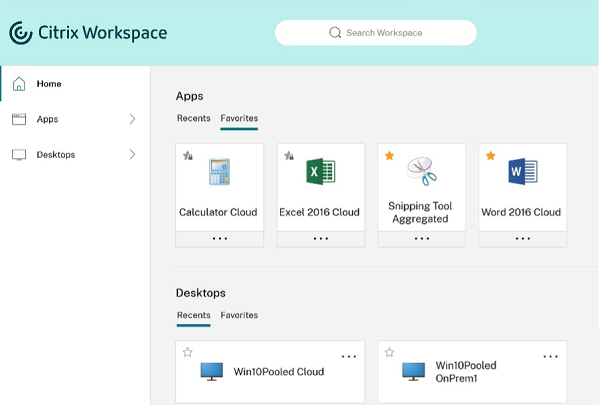 Citrix Workspace
Search Workspace
Home
Apps
Desktops
Apps
Recents Favorites
Calculator Cloud
Excel 2016 Cloud
Snipping Tool
Aggregated
Word 2016 Cloud
Desktops
Recents Favorites
Win10Pooled Cloud
Win10Pooled
OnPrem1